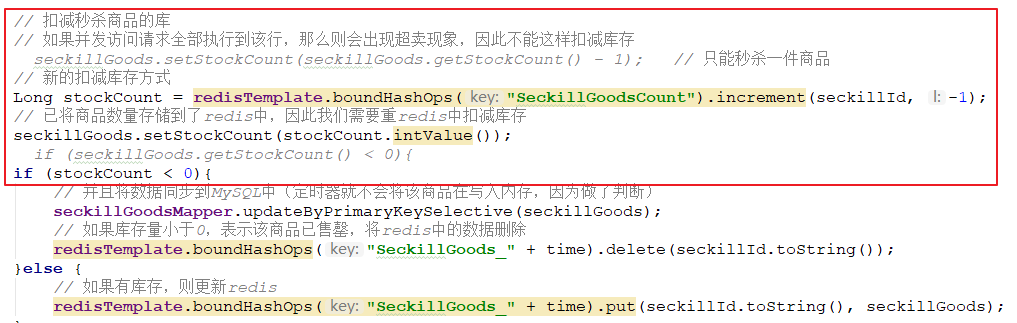 // 扣减秒杀商品的库
// 如果并发访问请求全部执行到该行，那么则会出现超卖现象，因此不能这样扣减库存
seckillGoods.setStockCount(seckillGoods.getStockCount() - 1);   // 只能秒杀一件商品
// 新的扣减库存方式
Long stockCount = redisTemplate.boundHashOps( key: "SeckillGoodsCount").increment(seckillId, l: -1);
// 已将商品数量存储到了redis中，因此我们需要重redis中扣减库存
seckillGoods.setStockCount(stockCount.intValue());
if (seckillGoods.getStockCount() < 0){
if (stockCount < 0){
// 并且将数据同步到MySQL中（定时器就不会将该商品在写入内存，因为做了判断）
seckillGoodsMapper.updateByPrimaryKeySelective(seckillGoods);
// 如果库存量小于0，表示该商品已售罄，将redis中的数据删除
redisTemplate.boundHashOps( key: "SeckillGoods_" + time).delete(seckillId.toString());
}else {
// 如果有库存，则更新redis
redisTemplate.boundHashOps( key: "SeckillGoods_" + time).put(seckillId.toString(), seckillGoods);